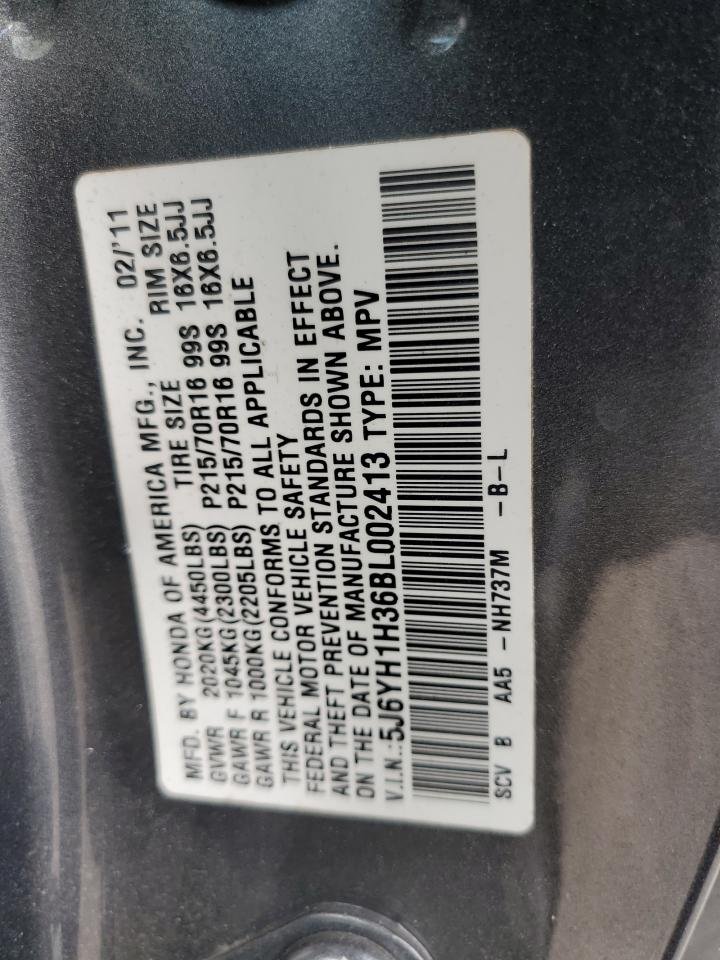 MFD. BY HONDA OF AMERICA MFG., INC. 02/'11
TIRE SIZE RIM SIZE
GVWR 2020KG(4450LBS)
GAWR F 1045KG(2300LBS) P215/70R16 99S 16X6.5JJ
GAWR R 1000KG(2205LBS) P215/70R16 99S 16X6.5JJ
THIS VEHICLE CONFORMS TO ALL APPLICABLE
FEDERAL MOTOR VEHICLE SAFETY
AND THEFT PREVENTION STANDARDS IN EFFECT
ON THE DATE OF MANUFACTURE SHOWN ABOVE.
V.I.N.:5J6YH1H36BL002413 TYPE: MPV
SCV B AA5 -NH737M -B-L